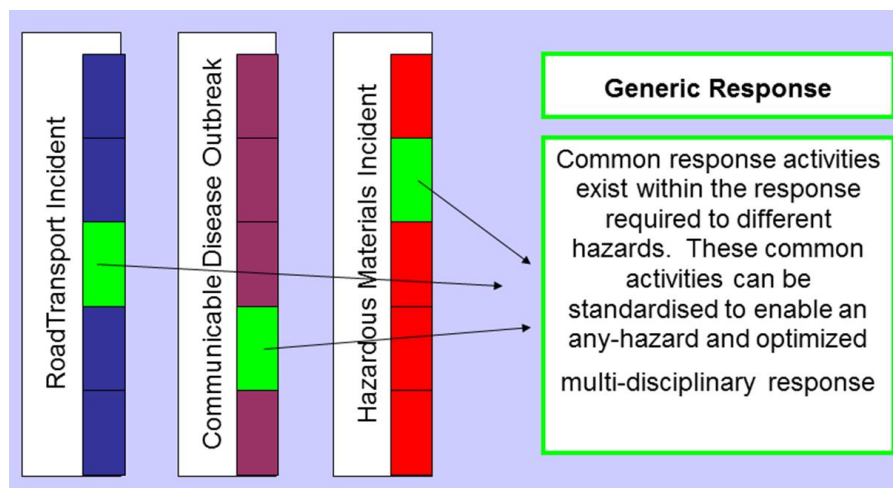 RoadTransport Incident
Communicable Disease Outbreak
Hazardous Materials Incident
Generic Response
Common response activities
exist within the response
required to different
hazards.  These common
activities can be
standardised to enable an
any-hazard and optimized
multi-disciplinary response